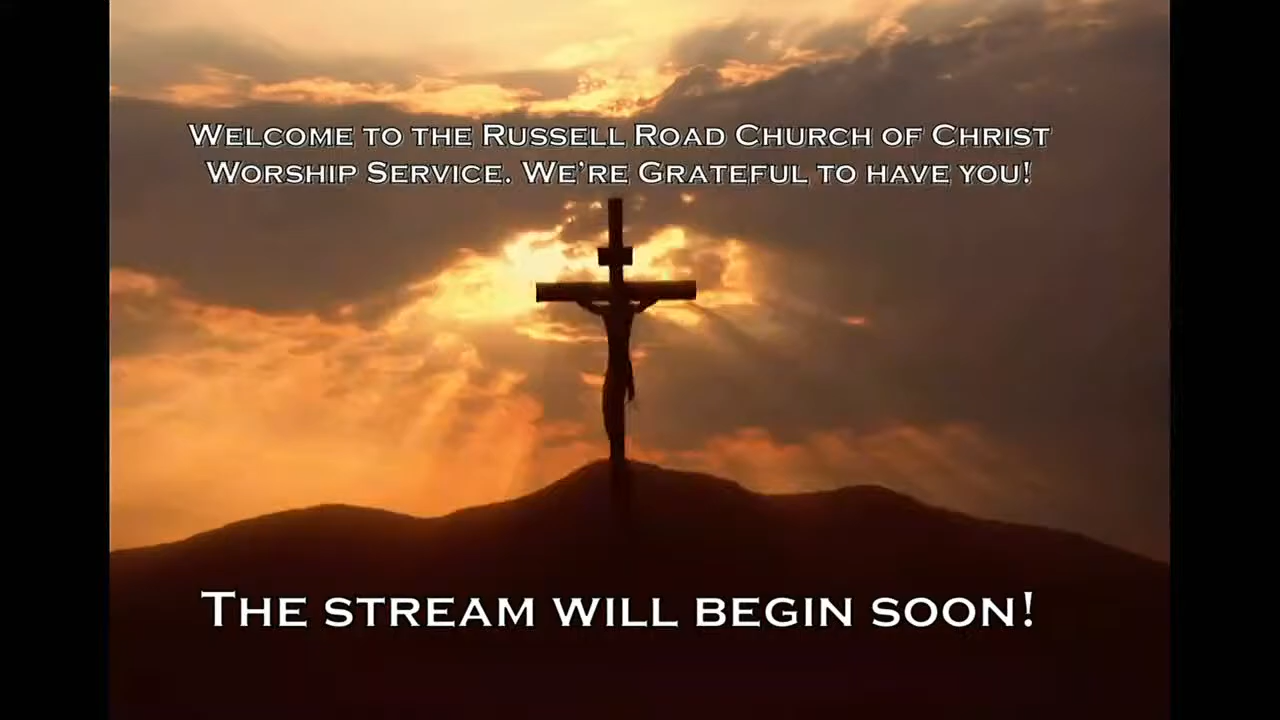 Welcome to the Russell Road Church of Christ
Worship Service. We're Grateful to have you!
The stream will begin soon!